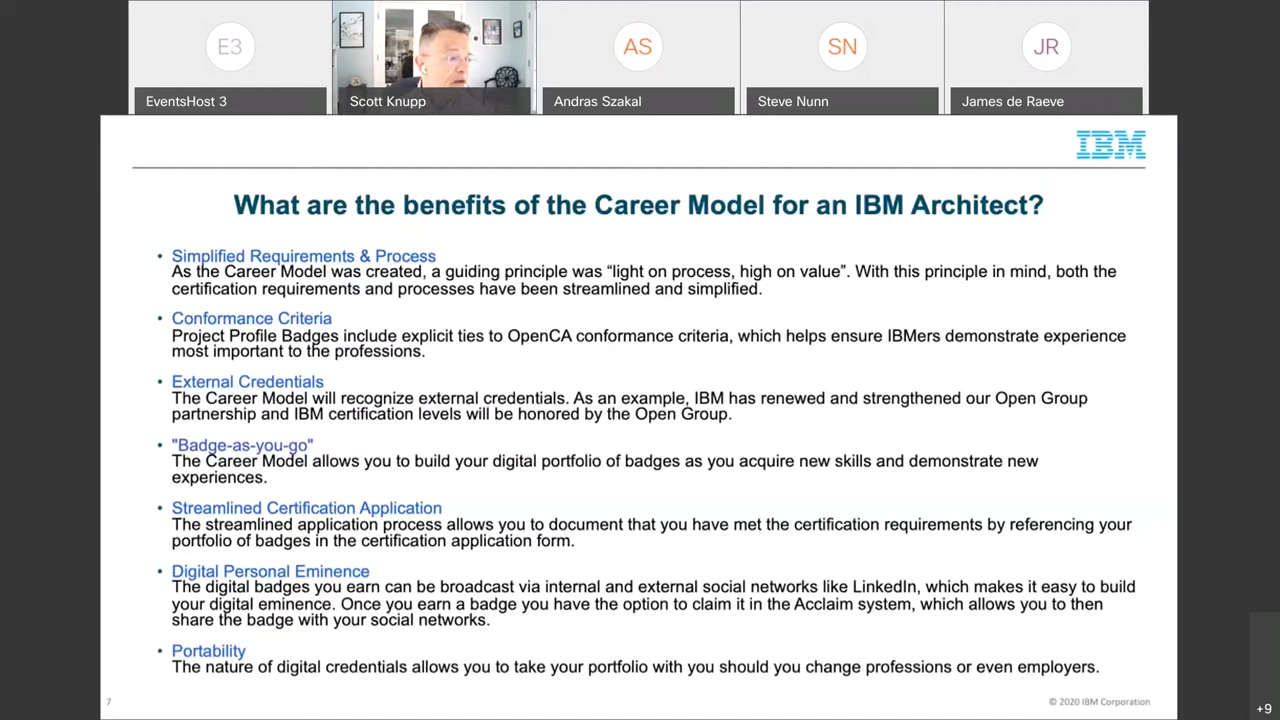 E3
AS
SN
JR
EventsHost 3
Scott Knupp
Andras Szakal
Steve Nunn
James de Raeve
IBM
What are the benefits of the Career Model for an IBM Architect?
• Simplified Requirements & Process
As the Career Model was created, a guiding principle was “light on process, high on value”. With this principle in mind, both the
certification requirements and processes have been streamlined and simplified.
• Conformance Criteria
Project Profile Badges include explicit ties to OpenCA conformance criteria, which helps ensure IBMers demonstrate experience
most important to the professions.
• External Credentials
The Career Model will recognize external credentials. As an example, IBM has renewed and strengthened our Open Group
partnership and IBM certification levels will be honored by the Open Group.
• "Badge-as-you-go"
The Career Model allows you to build your digital portfolio of badges as you acquire new skills and demonstrate new
experiences.
• Streamlined Certification Application
The streamlined application process allows you to document that you have met the certification requirements by referencing your
portfolio of badges in the certification application form.
• Digital Personal Eminence
The digital badges you earn can be broadcast via internal and external social networks like LinkedIn, which makes it easy to build
your digital eminence. Once you earn a badge you have the option to claim it in the Acclaim system, which allows you to then
share the badge with your social networks.
• Portability
The nature of digital credentials allows you to take your portfolio with you should you change professions or even employers.
7
© 2020 IBM Corporation
+9